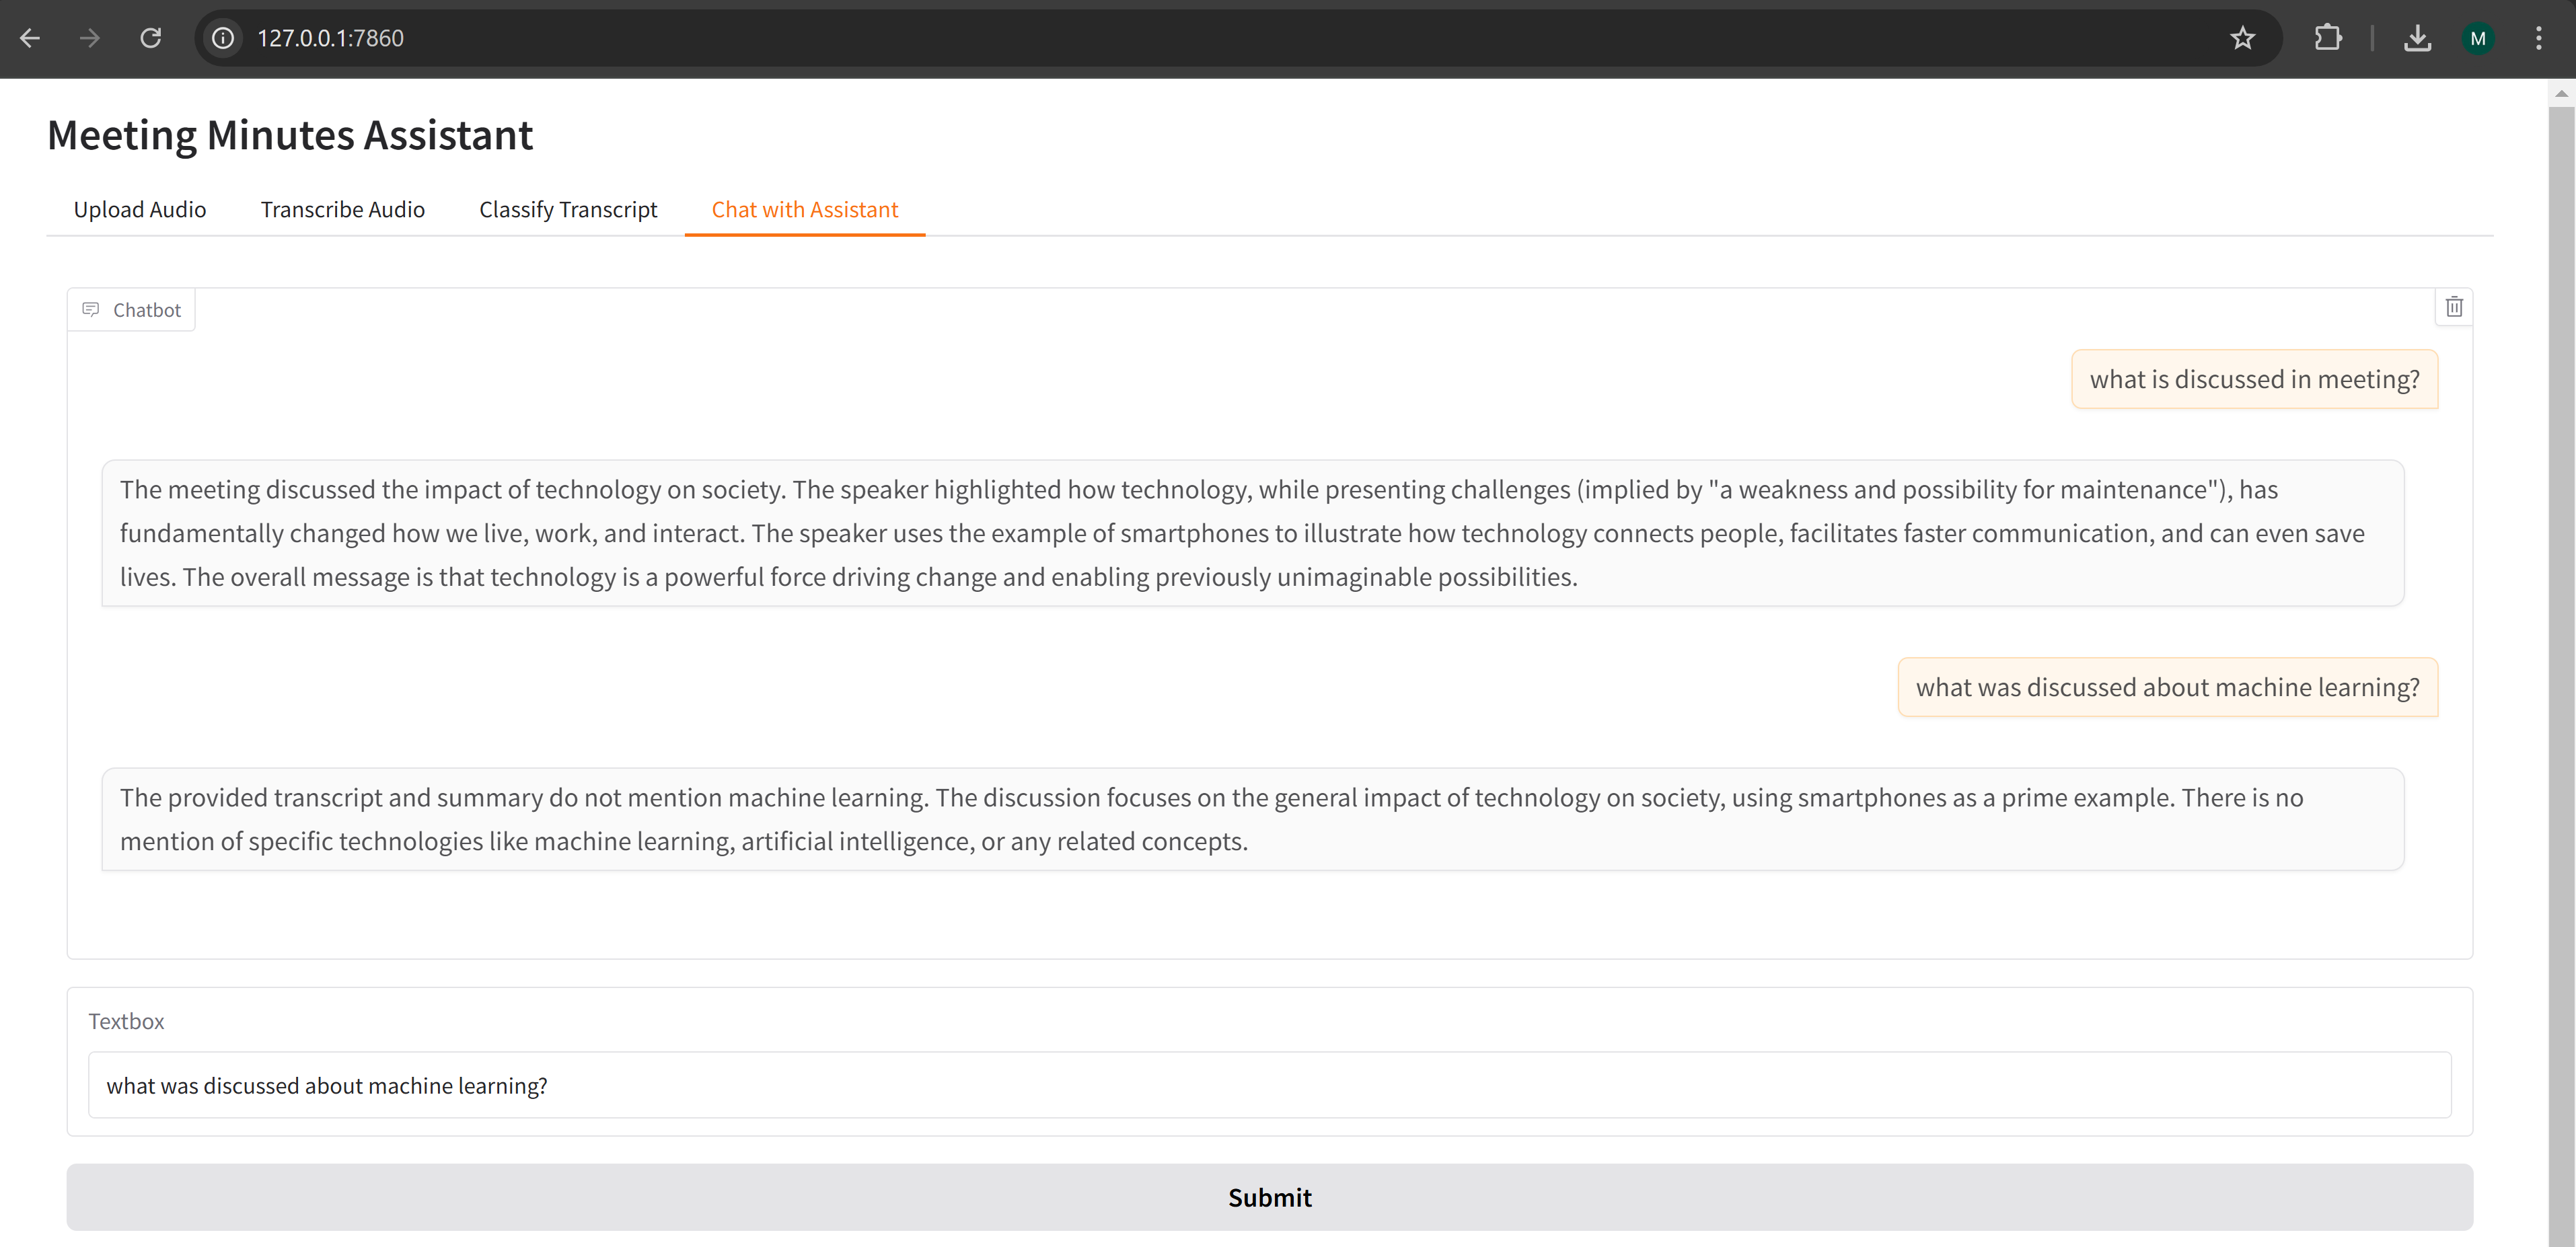 127.0.0.1:7860
M
Meeting Minutes Assistant
Upload Audio Transcribe Audio Classify Transcript Chat with Assistant
Chatbot
what is discussed in meeting?
The meeting discussed the impact of technology on society. The speaker highlighted how technology, while presenting challenges (implied by "a weakness and possibility for maintenance"), has
fundamentally changed how we live, work, and interact. The speaker uses the example of smartphones to illustrate how technology connects people, facilitates faster communication, and can even save
lives. The overall message is that technology is a powerful force driving change and enabling previously unimaginable possibilities.
what was discussed about machine learning?
The provided transcript and summary do not mention machine learning. The discussion focuses on the general impact of technology on society, using smartphones as a prime example. There is no
mention of specific technologies like machine learning, artificial intelligence, or any related concepts.
Textbox
what was discussed about machine learning?
Submit